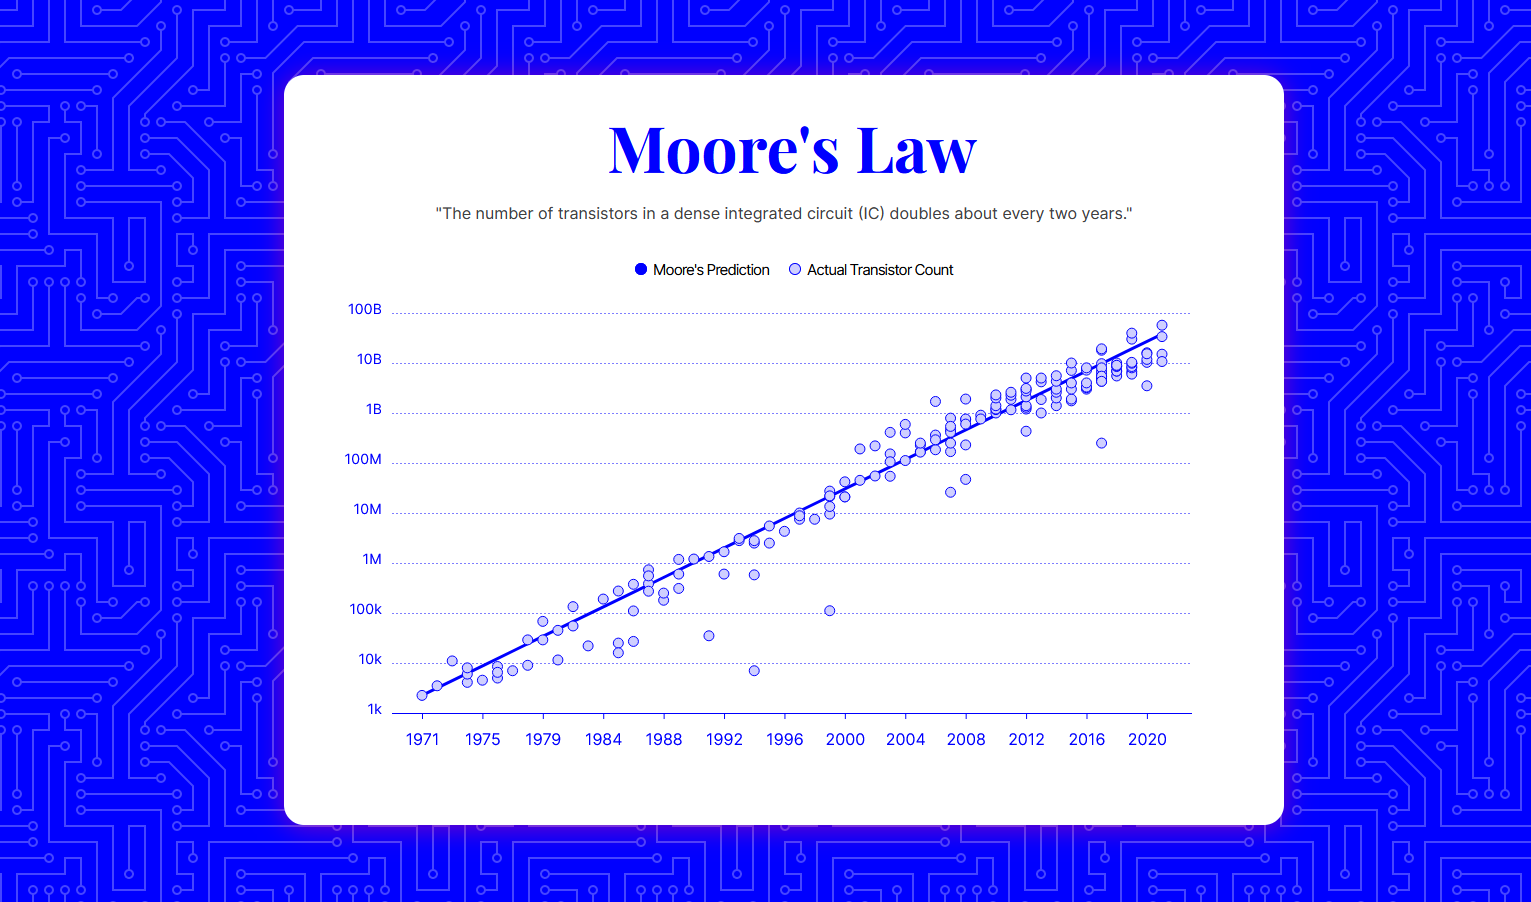 Moore's Law
"The number of transistors in a dense integrated circuit (IC) doubles about every two years."
Moore's Prediction Actual Transistor Count
100B
10B
1B
100M
10M
1M
100k
10k
1k
1971 1975 1979 1984 1988 1992 1996 2000 2004 2008 2012 2016 2020